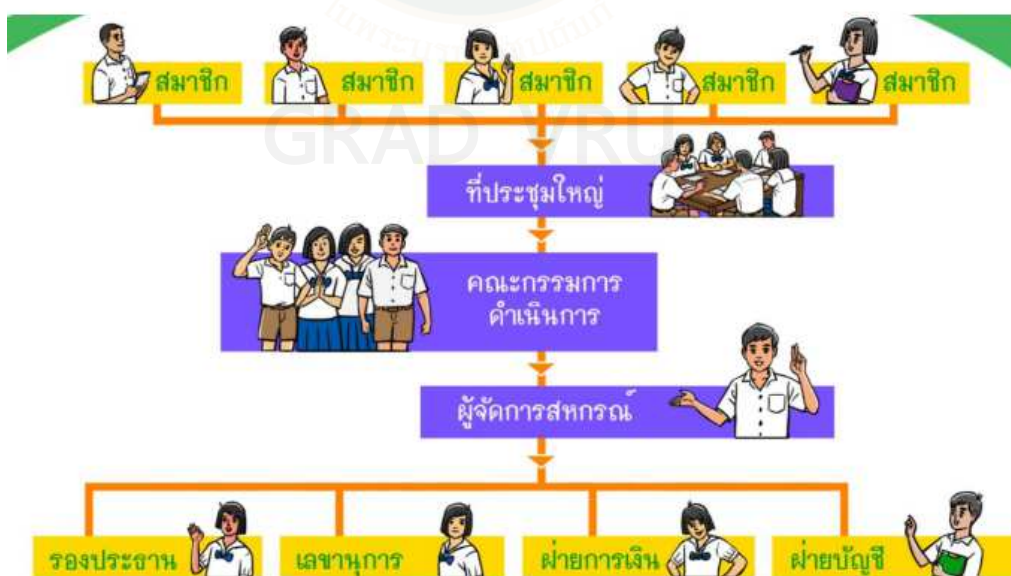 สมาชิก สมาชิก สมาชิก สมาชิก สมาชิก
GRAD VRU
ที่ประชุมใหญ่
คณะกรรมการ
ดำเนินการ
ผู้จัดการสหกรณ์
รองประธาน เลขานุการ ฝ่ายการเงิน ฝ่ายบัญชี